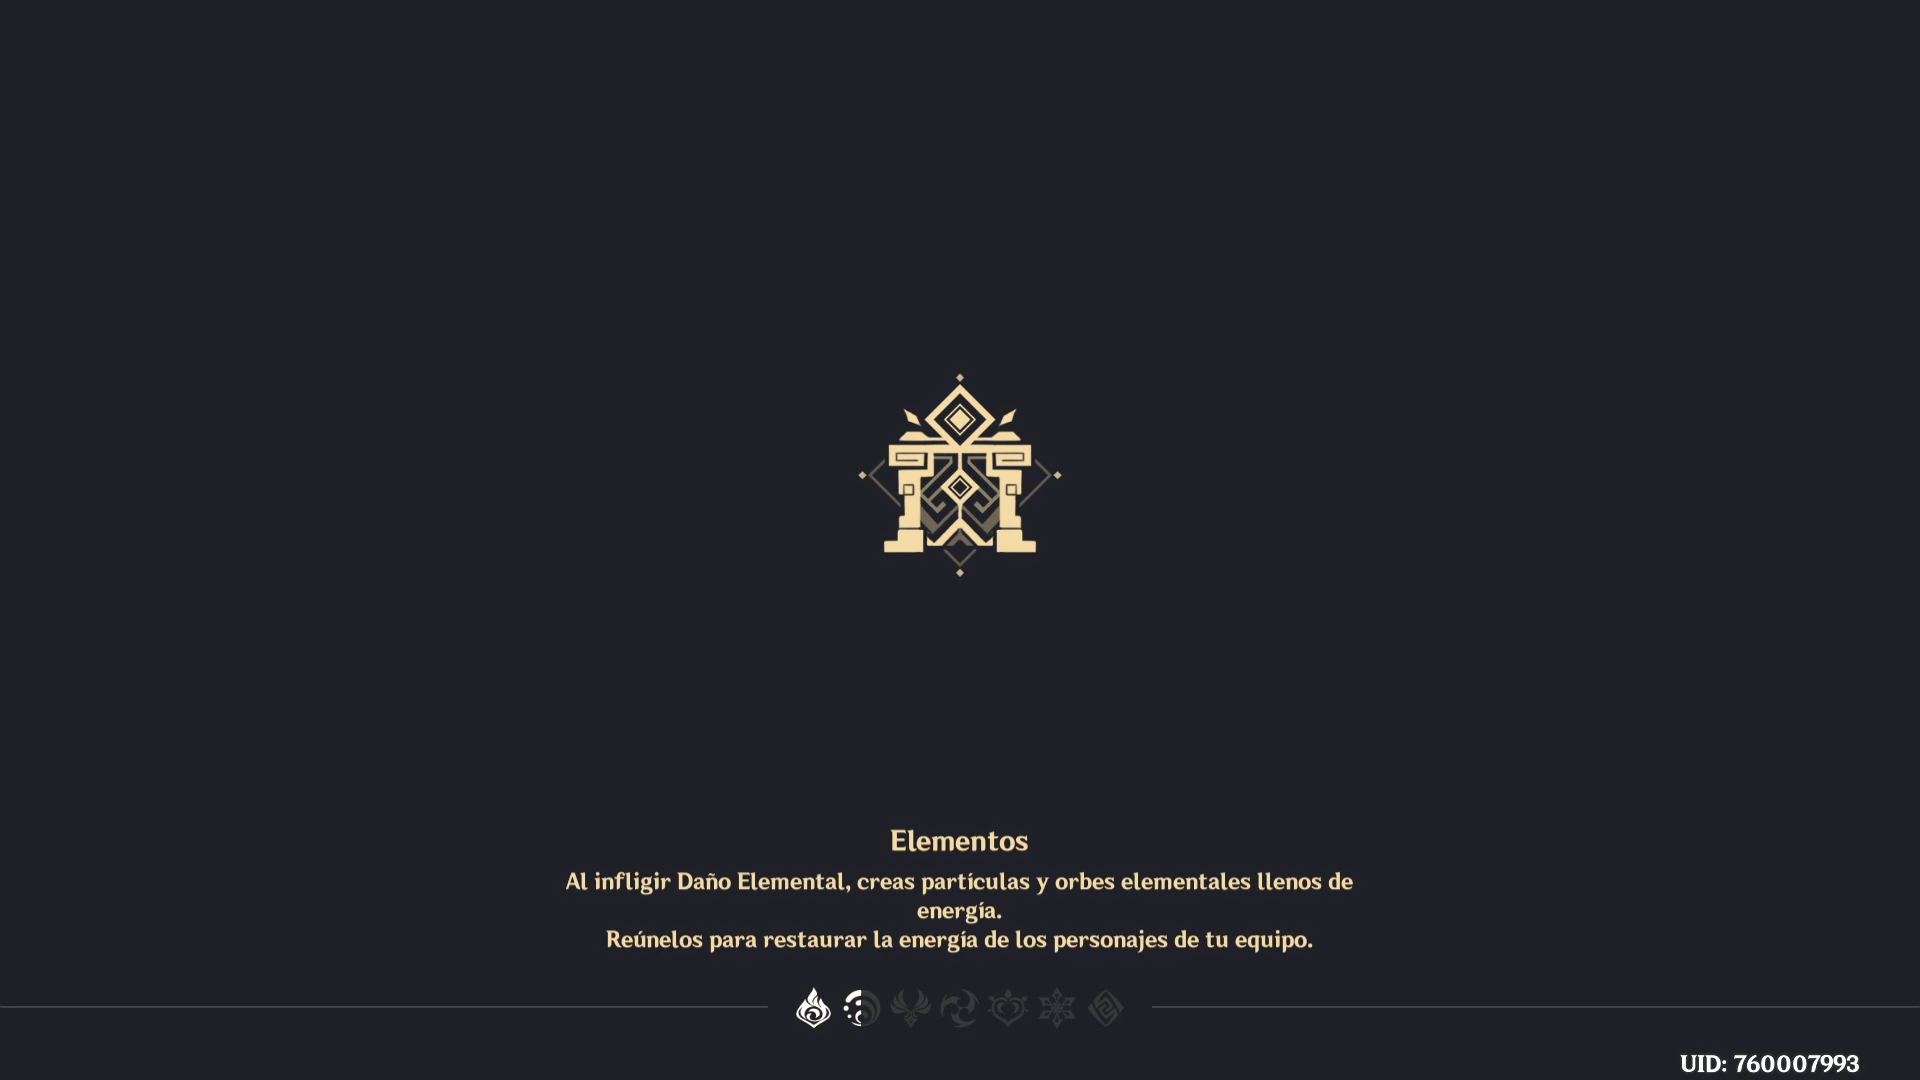 Elementos
Al infligir Daño Elemental, creas partículas y orbes elementales llenos de
energía.
Reúnelos para restaurar la energía de los personajes de tu equipo.
UID: 760007993